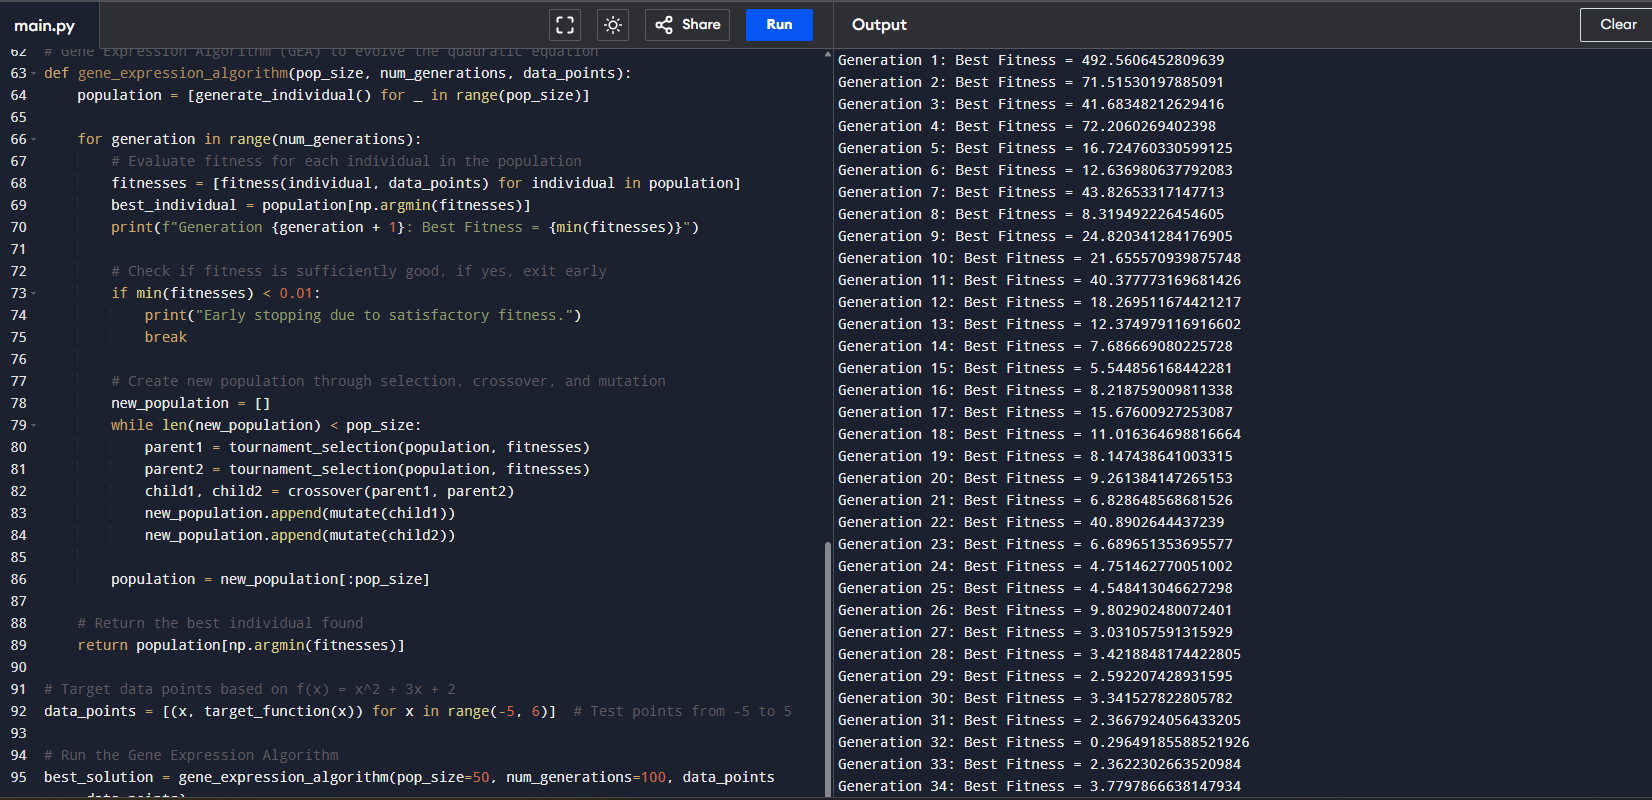 main.py
Share
Run
Output
Clear
62 # Gene Expression Algorithm (GEA) to evolve the quadratic equation
63 def gene_expression_algorithm(pop_size, num_generations, data_points):
64     population = [generate_individual() for _ in range(pop_size)]
65
66     for generation in range(num_generations):
67         # Evaluate fitness for each individual in the population
68         fitnesses = [fitness(individual, data_points) for individual in population]
69         best_individual = population[np.argmin(fitnesses)]
70         print(f"Generation {generation + 1}: Best Fitness = {min(fitnesses)}")
71
72         # Check if fitness is sufficiently good, if yes, exit early
73         if min(fitnesses) < 0.01:
74             print("Early stopping due to satisfactory fitness.")
75             break
76
77         # Create new population through selection, crossover, and mutation
78         new_population = []
79         while len(new_population) < pop_size:
80             parent1 = tournament_selection(population, fitnesses)
81             parent2 = tournament_selection(population, fitnesses)
82             child1, child2 = crossover(parent1, parent2)
83             new_population.append(mutate(child1))
84             new_population.append(mutate(child2))
85
86         population = new_population[:pop_size]
87
88     # Return the best individual found
89     return population[np.argmin(fitnesses)]
90
91 # Target data points based on f(x) = x^2 + 3x + 2
92 data_points = [(x, target_function(x)) for x in range(-5, 6)]  # Test points from -5 to 5
93
94 # Run the Gene Expression Algorithm
95 best_solution = gene_expression_algorithm(pop_size=50, num_generations=100, data_points
Generation 1: Best Fitness = 492.5606452809639
Generation 2: Best Fitness = 71.51530197885091
Generation 3: Best Fitness = 41.68348212629416
Generation 4: Best Fitness = 72.2060269402398
Generation 5: Best Fitness = 16.724760330599125
Generation 6: Best Fitness = 12.636980637792083
Generation 7: Best Fitness = 43.82653317147713
Generation 8: Best Fitness = 8.319492226454605
Generation 9: Best Fitness = 24.820341284176905
Generation 10: Best Fitness = 21.655570939875748
Generation 11: Best Fitness = 40.377773169681426
Generation 12: Best Fitness = 18.269511674421217
Generation 13: Best Fitness = 12.374979116916602
Generation 14: Best Fitness = 7.686669080225728
Generation 15: Best Fitness = 5.544856168442281
Generation 16: Best Fitness = 8.218759009811338
Generation 17: Best Fitness = 15.67600927253087
Generation 18: Best Fitness = 11.016364698816664
Generation 19: Best Fitness = 8.147438641003315
Generation 20: Best Fitness = 9.261384147265153
Generation 21: Best Fitness = 6.828648568681526
Generation 22: Best Fitness = 40.8902644437239
Generation 23: Best Fitness = 6.689651353695577
Generation 24: Best Fitness = 4.751462770051002
Generation 25: Best Fitness = 4.548413046627298
Generation 26: Best Fitness = 9.802902480072401
Generation 27: Best Fitness = 3.031057591315929
Generation 28: Best Fitness = 3.4218848174422805
Generation 29: Best Fitness = 2.592207428931595
Generation 30: Best Fitness = 3.341527822805782
Generation 31: Best Fitness = 2.3667924056433205
Generation 32: Best Fitness = 0.29649185588521926
Generation 33: Best Fitness = 2.3622302663520984
Generation 34: Best Fitness = 3.7797866638147934